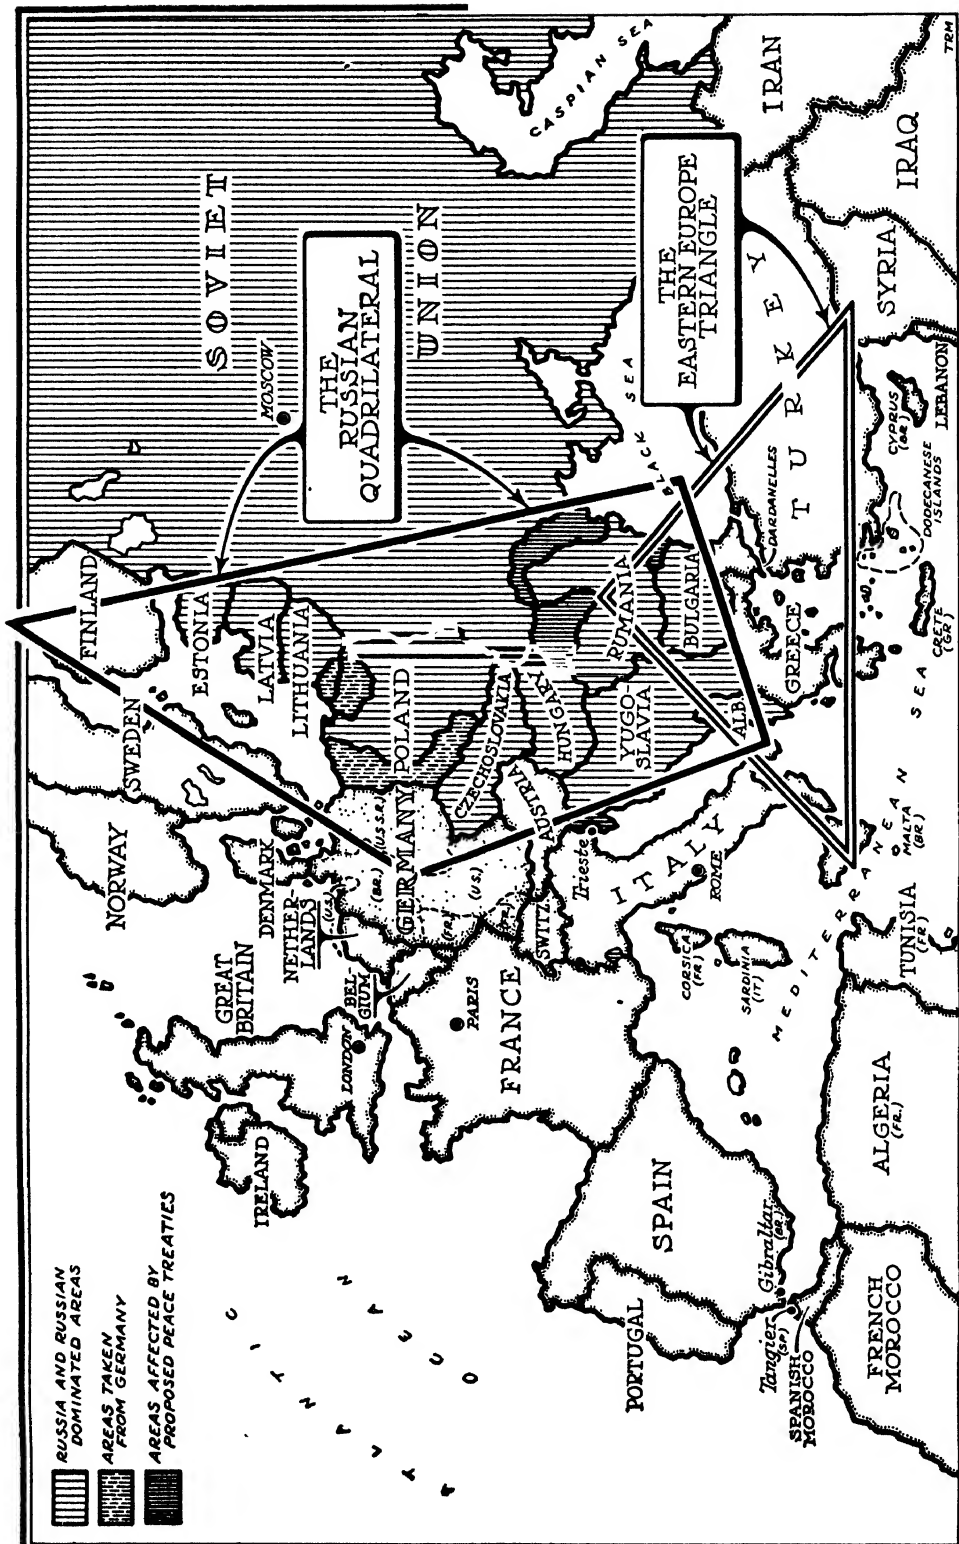 RUSSIA AND RUSSIAN
DOMINATED AREAS
AREAS TAKEN
FROM GERMANY
AREAS AFFECTED BY
PROPOSED PEACE TREATIES
ATLANTIC
OCEAN
IRELAND
GREAT
BRITAIN
LONDON
NORWAY
SWEDEN
FINLAND
DENMARK
NETHER-
LANDS
(U.S.)
BEL-
GIUM
ESTONIA
LATVIA
LITHUANIA
SOVIET
UNION
MOSCOW
THE
RUSSIAN
QUADRILATERAL
GERMANY
(BR.)
(U.S.S.R.)
(FR.)
(U.S.)
(FR.)
POLAND
CZECHOSLOVAKIA
AUSTRIA
HUNGARY
SWITZ.
FRANCE
PARIS
RUMANIA
YUGO-
SLAVIA
BULGARIA
ALB.
Trieste
ITALY
ROME
CORSICA
(FR)
SARDINIA
(IT)
SPAIN
PORTUGAL
Gibraltar
(BR.)
Tangier
(SP.)
SPANISH
MOROCCO
FRENCH
MOROCCO
ALGERIA
(FR.)
TUNISIA
(FR)
MALTA
(BR)
MEDITERRANEAN
SEA
GREECE
CRETE
(GR)
DODECANESE
ISLANDS
DARDANELLES
BLACK
SEA
THE
EASTERN EUROPE
TRIANGLE
TURKEY
CYPRUS
(BR)
LEBANON
SYRIA
IRAQ
IRAN
CASPIAN SEA
TRM